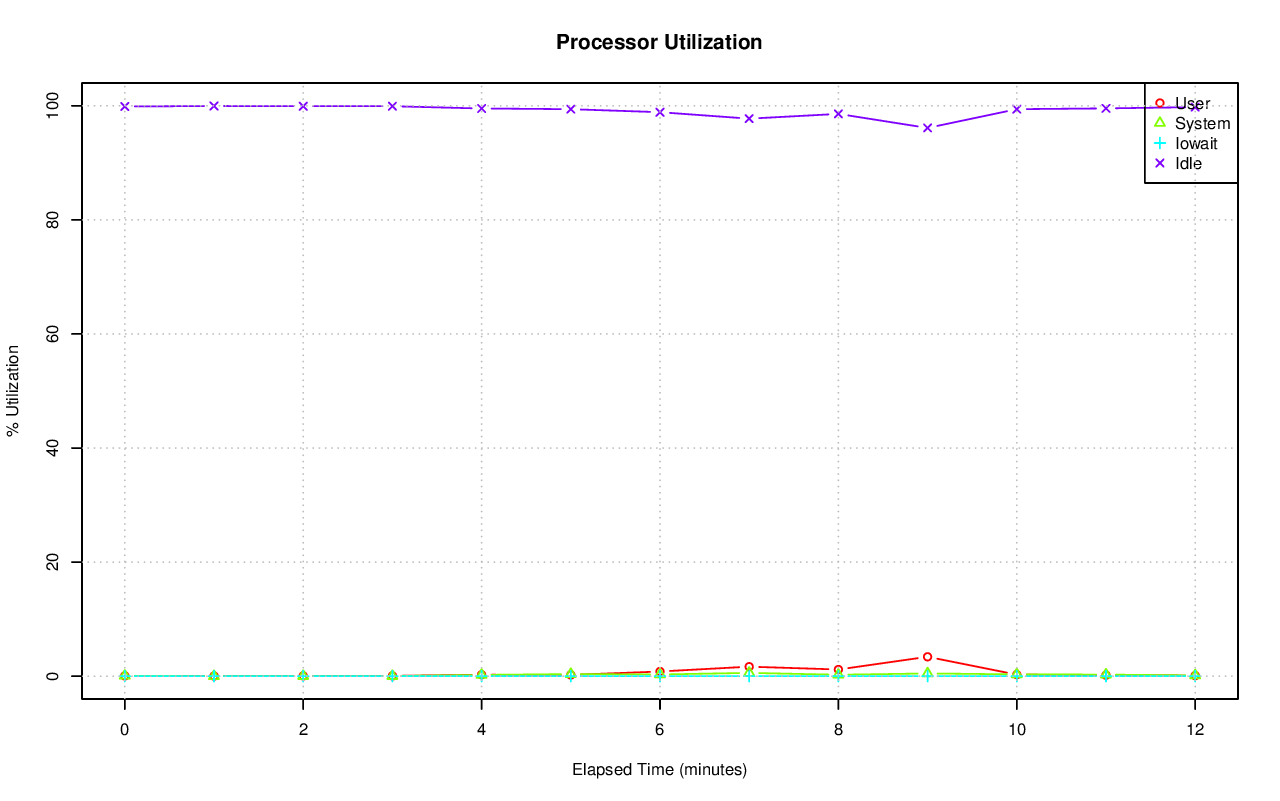 Processor Utilization
100
80
60
40
20
0
% Utilization
User
System
Iowait
Idle
0 2 4 6 8 10 12
Elapsed Time (minutes)